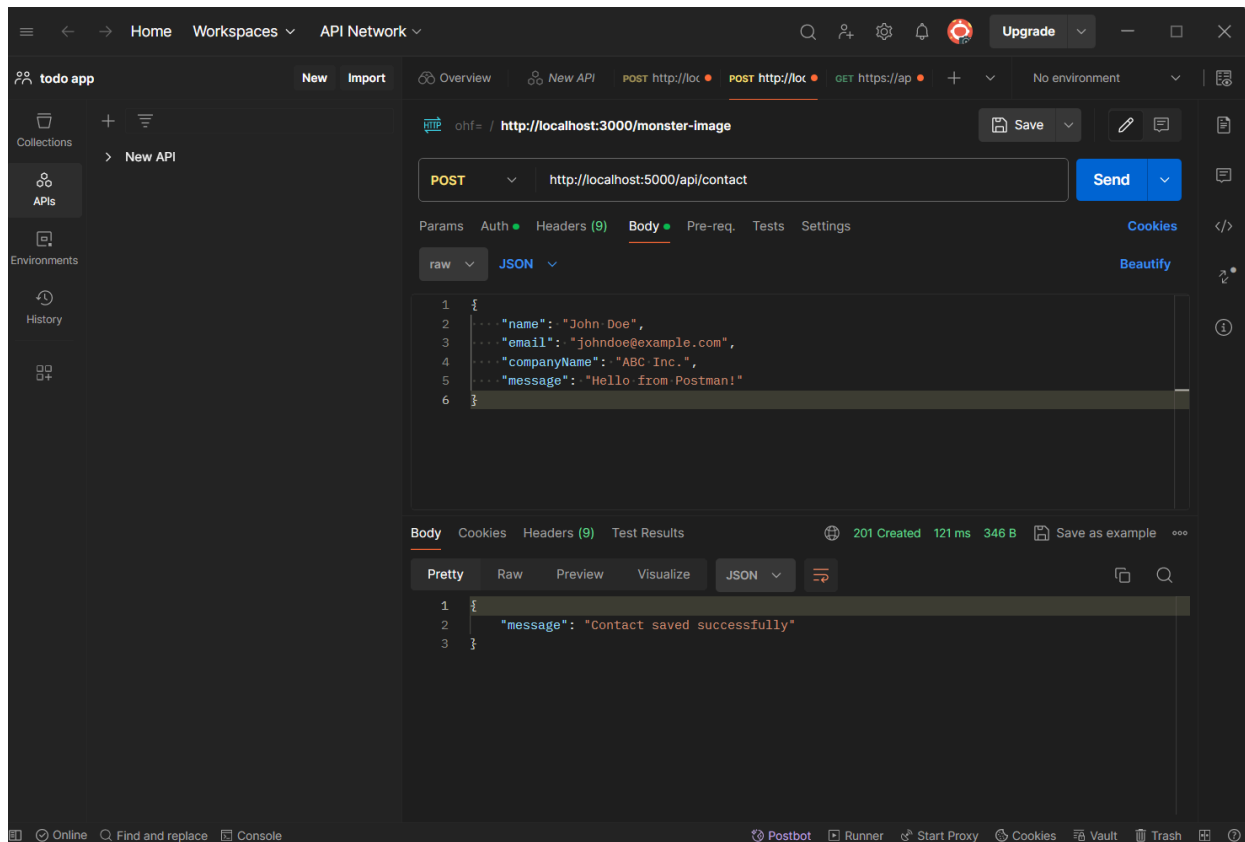 Home Workspaces API Network Upgrade
todo app New Import Overview New API POST http://loc POST http://loc GET https://ap No environment
Collections
APIs
Environments
History
New API
HTTP ohf= / http://localhost:3000/monster-image Save
POST http://localhost:5000/api/contact Send
Params Auth Headers (9) Body Pre-req. Tests Settings Cookies
raw JSON Beautify
1 {
2 "name": "John Doe",
3 "email": "johndoe@example.com",
4 "companyName": "ABC Inc.",
5 "message": "Hello from Postman!"
6 }
Body Cookies Headers (9) Test Results 201 Created 121 ms 346 B Save as example
Pretty Raw Preview Visualize JSON
1 {
2 "message": "Contact saved successfully"
3 }
Online Find and replace Console Postbot Runner Start Proxy Cookies Vault Trash